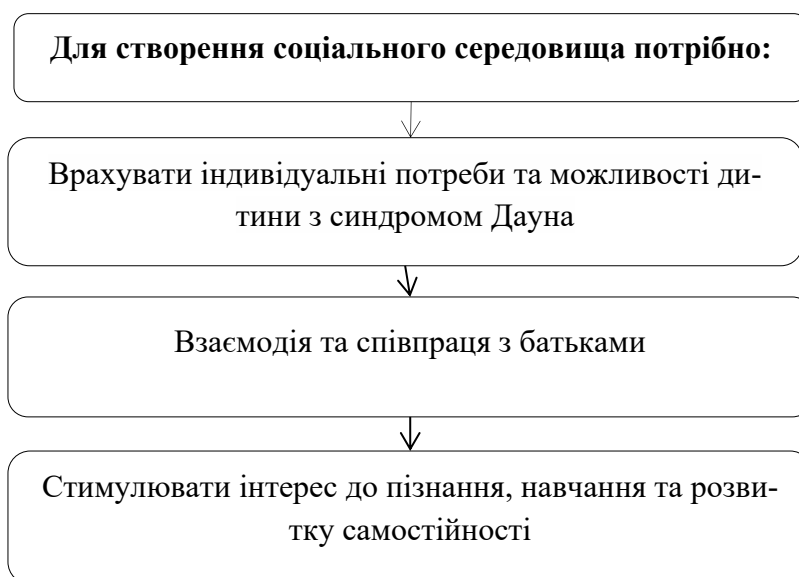 Для створення соціального середовища потрібно:
Врахувати індивідуальні потреби та можливості ди-
тини з синдромом Дауна
Взаємодія та співпраця з батьками
Стимулювати інтерес до пізнання, навчання та розви-
тку самостійності